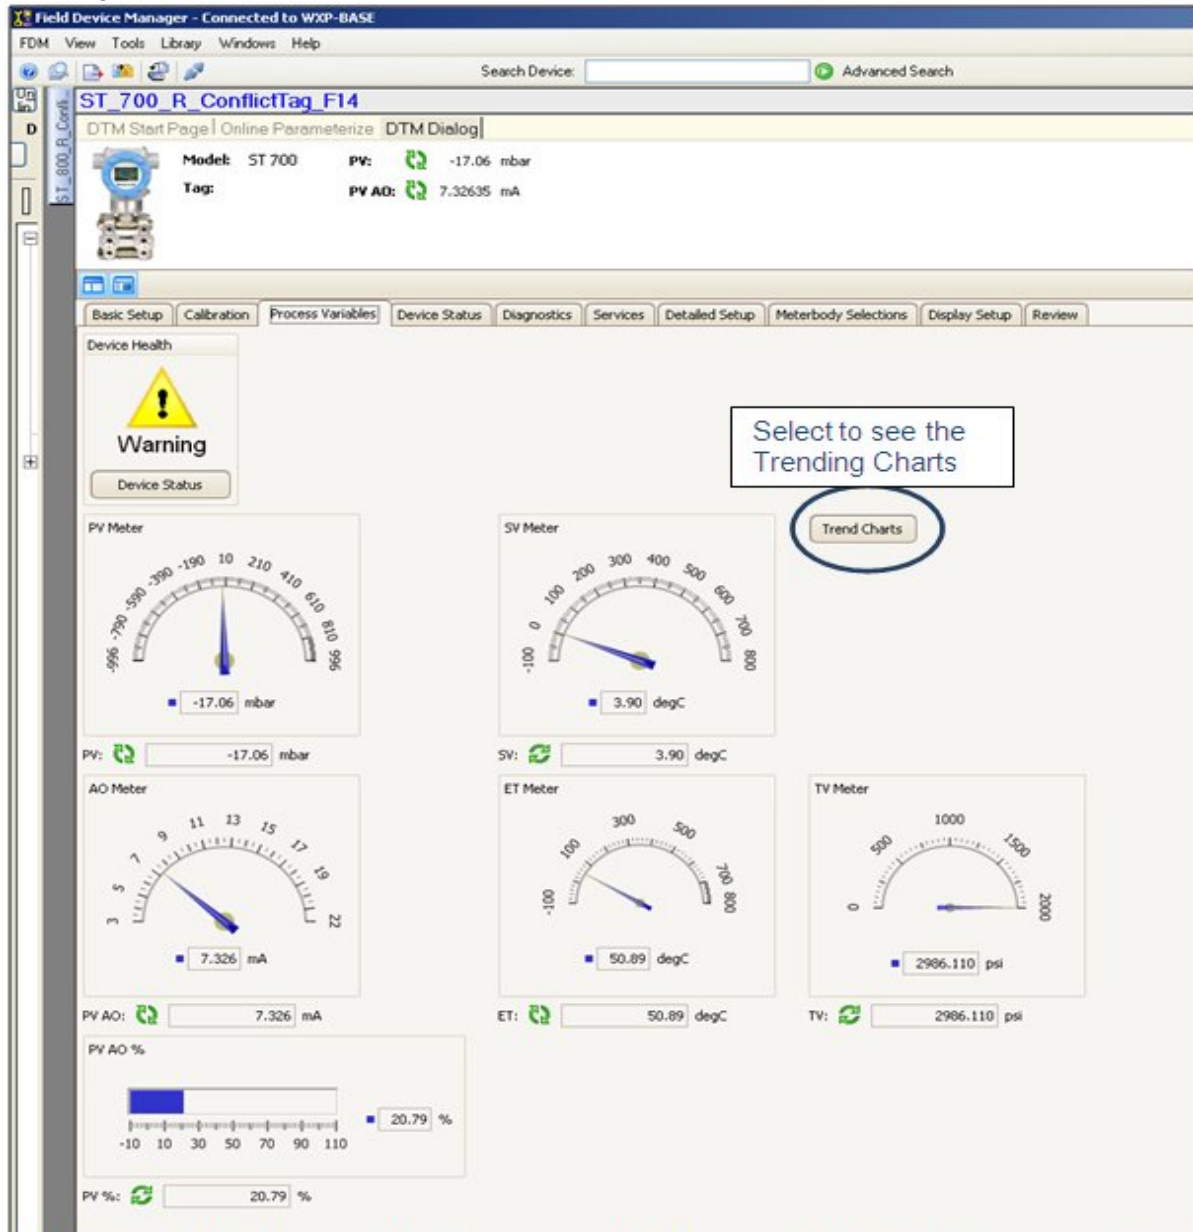 Field Device Manager - Connected to WXP-BASE
FDM View Tools Library Windows Help
Search Device: Advanced Search
ST_700_R_ConflictTag_F14
DTM Start Page Online Parameterize DTM Dialog
ST_800_R_Confli...
Model: ST 700 PV: -17.06 mbar
Tag: PV AO: 7.32635 mA
Basic Setup Calibration Process Variables Device Status Diagnostics Services Detailed Setup Meterbody Selections Display Setup Review
Device Health
Warning
Device Status
Select to see the
Trending Charts
Trend Charts
PV Meter
-996 -790 -590 -390 -190 10 210 410 610 810 996
-17.06 mbar
PV: -17.06 mbar
SV Meter
-100 0 100 200 300 400 500 600 700 800
3.90 degC
SV: 3.90 degC
AO Meter
3 5 7 9 11 13 15 17 19 22
7.326 mA
PV AO: 7.326 mA
ET Meter
-100 100 300 500 700 800
50.89 degC
ET: 50.89 degC
TV Meter
0 500 1000 1500 2000
2986.110 psi
TV: 2986.110 psi
PV AO %
-10 10 30 50 70 90 110
20.79 %
PV %: 20.79 %